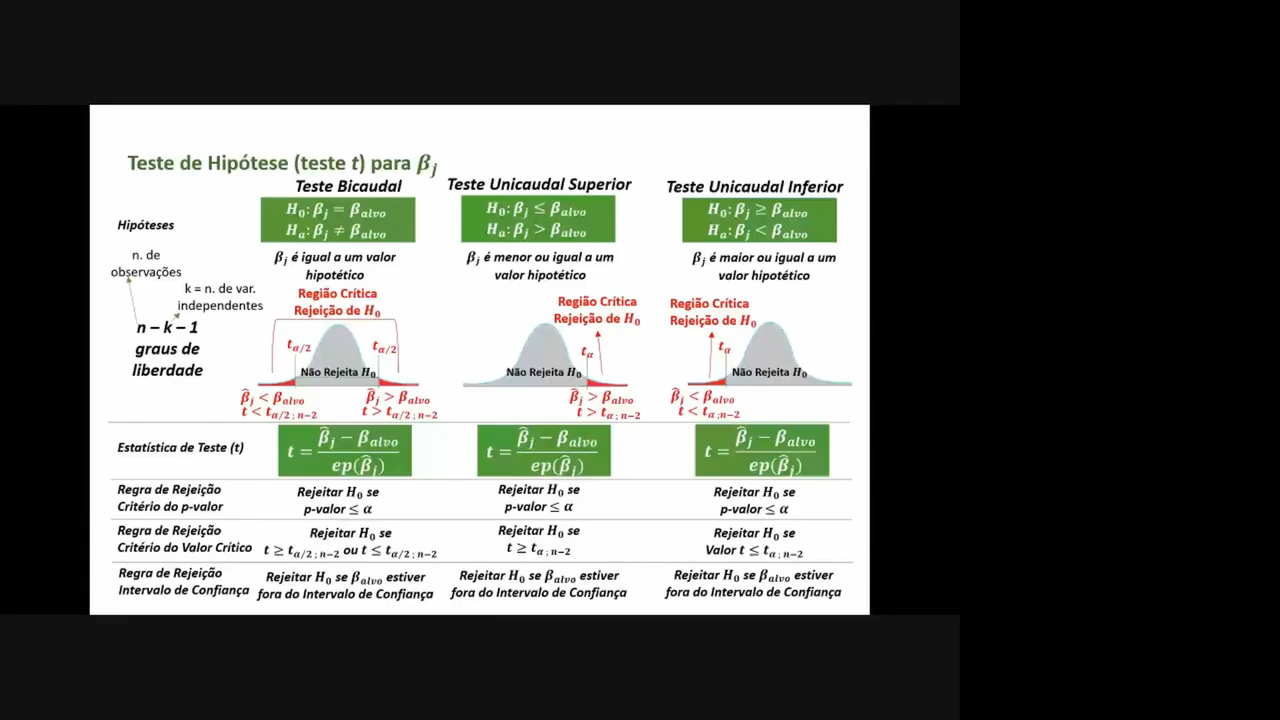 Teste de Hipótese (teste t) para βj
Teste Bicaudal
Teste Unicaudal Superior
Teste Unicaudal Inferior
Hipóteses
H0: βj = βalvo
Ha: βj ≠ βalvo
H0: βj ≤ βalvo
Ha: βj > βalvo
H0: βj ≥ βalvo
Ha: βj < βalvo
βj é igual a um valor
hipotético
βj é menor ou igual a um
valor hipotético
βj é maior ou igual a um
valor hipotético
n. de
observações
k = n. de var.
independentes
n – k – 1
graus de
liberdade
Região Crítica
Rejeição de H0
tα/2
tα/2
Não Rejeita H0
β̂j < βalvo
t < tα/2 ; n−2
β̂j > βalvo
t > tα/2 ; n−2
Região Crítica
Rejeição de H0
tα
Não Rejeita H0
β̂j > βalvo
t > tα ; n−2
Região Crítica
Rejeição de H0
tα
Não Rejeita H0
β̂j < βalvo
t < tα ; n−2
Estatística de Teste (t)
t = (β̂j − βalvo) / ep(β̂j)
t = (β̂j − βalvo) / ep(β̂j)
t = (β̂j − βalvo) / ep(β̂j)
Regra de Rejeição
Critério do p-valor
Rejeitar H0 se
p-valor ≤ α
Rejeitar H0 se
p-valor ≤ α
Rejeitar H0 se
p-valor ≤ α
Regra de Rejeição
Critério do Valor Crítico
Rejeitar H0 se
t ≥ tα/2 ; n−2 ou t ≤ tα/2 ; n−2
Rejeitar H0 se
t ≥ tα ; n−2
Rejeitar H0 se
Valor t ≤ tα ; n−2
Regra de Rejeição
Intervalo de Confiança
Rejeitar H0 se βalvo estiver
fora do Intervalo de Confiança
Rejeitar H0 se βalvo estiver
fora do Intervalo de Confiança
Rejeitar H0 se βalvo estiver
fora do Intervalo de Confiança